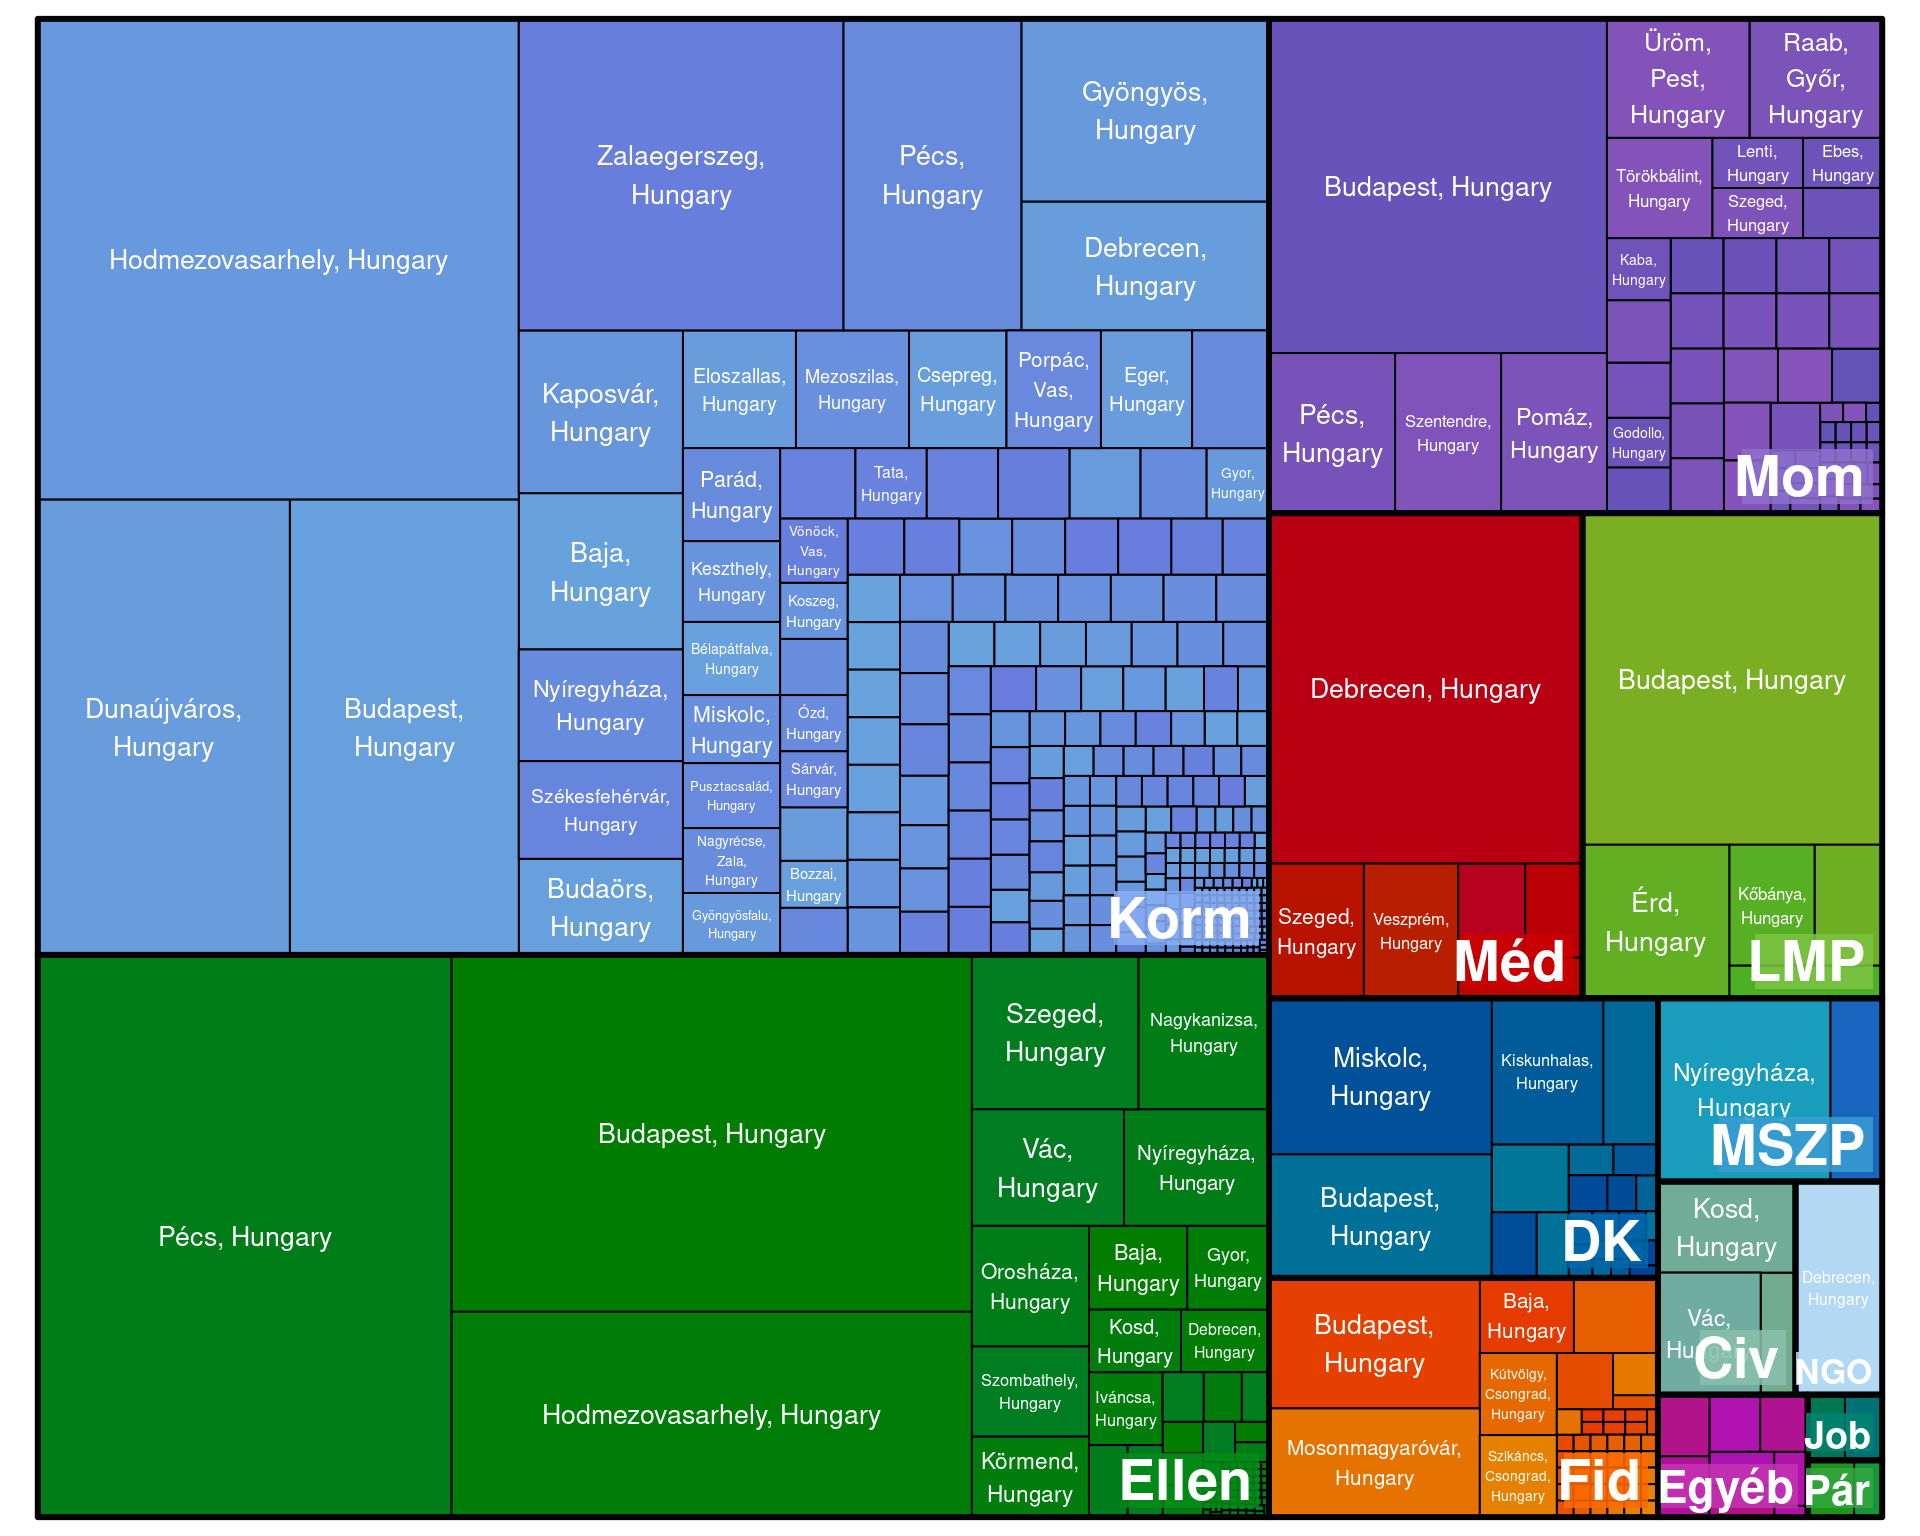 Hodmezovasarhely, Hungary
Dunaújváros,
Hungary
Budapest,
Hungary
Zalaegerszeg,
Hungary
Pécs,
Hungary
Gyöngyös,
Hungary
Debrecen,
Hungary
Kaposvár,
Hungary
Baja,
Hungary
Nyíregyháza,
Hungary
Székesfehérvár,
Hungary
Budaörs,
Hungary
Eloszallas,
Hungary
Mezoszilas,
Hungary
Csepreg,
Hungary
Porpác,
Vas,
Hungary
Eger,
Hungary
Parád,
Hungary
Keszthely,
Hungary
Bélapátfalva,
Hungary
Miskolc,
Hungary
Pusztacsalád,
Hungary
Nagyrécse,
Zala,
Hungary
Gyöngyösfalu,
Hungary
Tata,
Hungary
Gyor,
Hungary
Vönöck,
Vas,
Hungary
Koszeg,
Hungary
Ózd,
Hungary
Sárvár,
Hungary
Bozzai,
Hungary
Korm
Pécs, Hungary
Budapest, Hungary
Hodmezovasarhely, Hungary
Szeged,
Hungary
Nagykanizsa,
Hungary
Vác,
Hungary
Nyíregyháza,
Hungary
Orosháza,
Hungary
Szombathely,
Hungary
Körmend,
Hungary
Baja,
Hungary
Gyor,
Hungary
Kosd,
Hungary
Debrecen,
Hungary
Iváncsa,
Hungary
Ellen
Budapest, Hungary
Pécs,
Hungary
Szentendre,
Hungary
Pomáz,
Hungary
Üröm,
Pest,
Hungary
Raab,
Győr,
Hungary
Törökbálint,
Hungary
Lenti,
Hungary
Ebes,
Hungary
Szeged,
Hungary
Kaba,
Hungary
Godollo,
Hungary
Mom
Debrecen, Hungary
Szeged,
Hungary
Veszprém,
Hungary
Méd
Budapest, Hungary
Érd,
Hungary
Kőbánya,
Hungary
LMP
Miskolc,
Hungary
Budapest,
Hungary
Kiskunhalas,
Hungary
DK
Nyíregyháza,
Hungary
MSZP
Budapest,
Hungary
Mosonmagyaróvár,
Hungary
Baja,
Hungary
Kútvölgy,
Csongrad,
Hungary
Szikáncs,
Csongrad,
Hungary
Fid
Kosd,
Hungary
Vác,
Hungary
Civ
Debrecen,
Hungary
NGO
Egyéb
Job
Pár